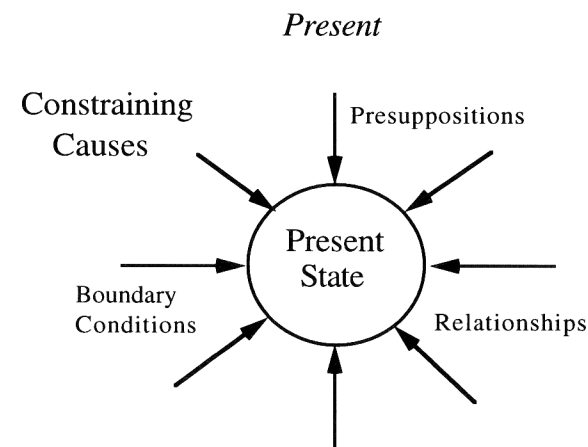 Present
Constraining
Causes
Presuppositions
Present
State
Boundary
Conditions
Relationships